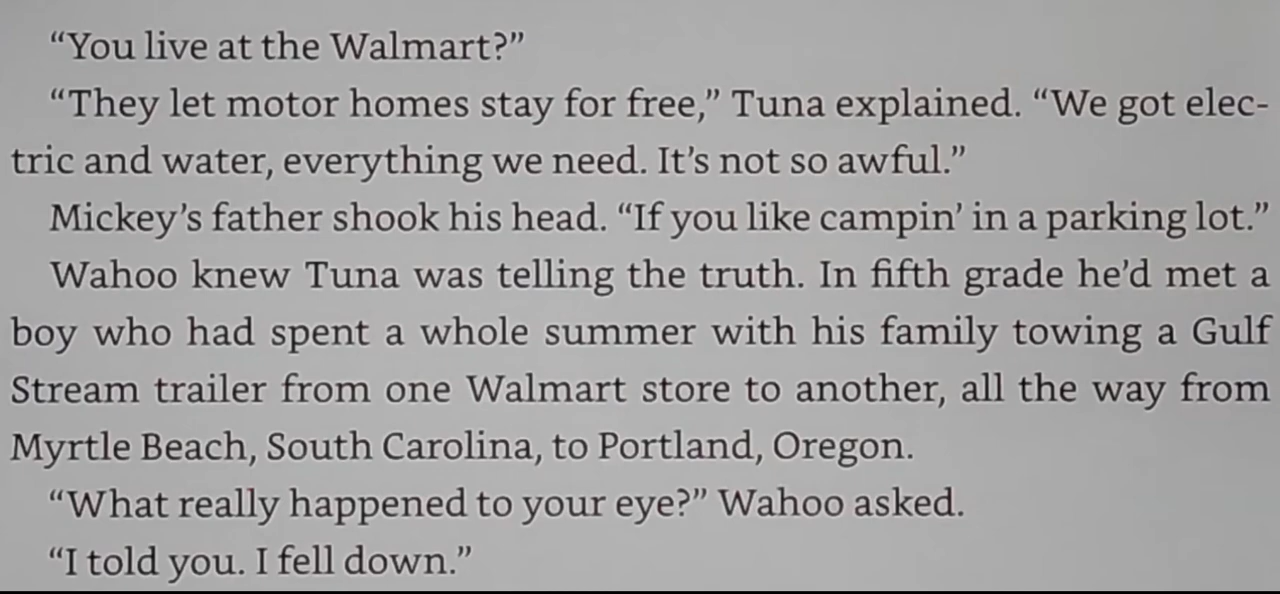 “You live at the Walmart?”
“They let motor homes stay for free,” Tuna explained. “We got elec-
tric and water, everything we need. It’s not so awful.”
Mickey’s father shook his head. “If you like campin’ in a parking lot.”
Wahoo knew Tuna was telling the truth. In fifth grade he’d met a
boy who had spent a whole summer with his family towing a Gulf
Stream trailer from one Walmart store to another, all the way from
Myrtle Beach, South Carolina, to Portland, Oregon.
“What really happened to your eye?” Wahoo asked.
“I told you. I fell down.”